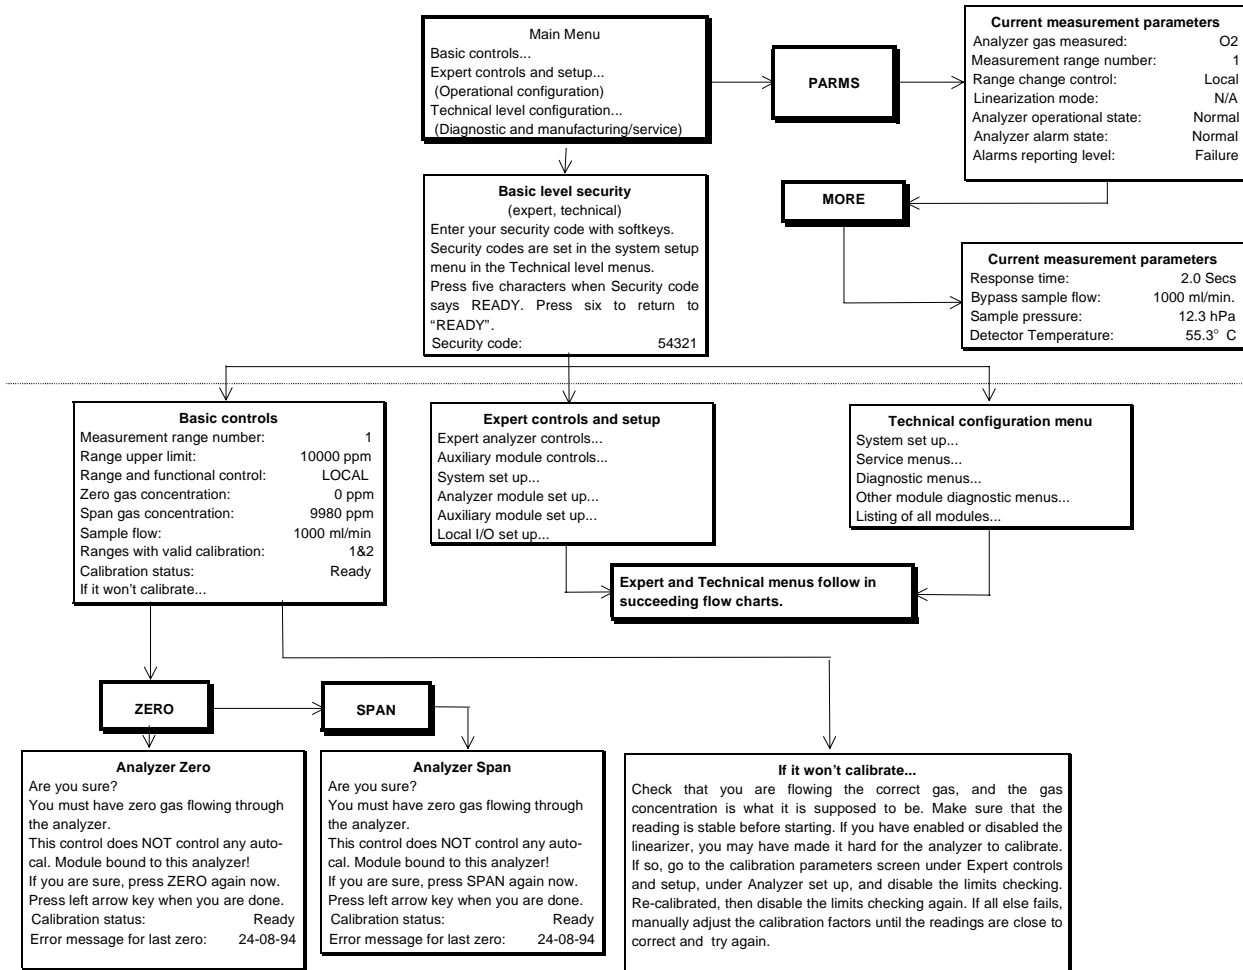 Main Menu
Basic controls...
Expert controls and setup...
(Operational configuration)
Technical level configuration...
(Diagnostic and manufacturing/service)
PARMS
Current measurement parameters
Analyzer gas measured: O2
Measurement range number: 1
Range change control: Local
Linearization mode: N/A
Analyzer operational state: Normal
Analyzer alarm state: Normal
Alarms reporting level: Failure
Basic level security
(expert, technical)
Enter your security code with softkeys.
Security codes are set in the system setup
menu in the Technical level menus.
Press five characters when Security code
says READY. Press six to return to
“READY”.
Security code: 54321
MORE
Current measurement parameters
Response time: 2.0 Secs
Bypass sample flow: 1000 ml/min.
Sample pressure: 12.3 hPa
Detector Temperature: 55.3° C
Basic controls
Measurement range number: 1
Range upper limit: 10000 ppm
Range and functional control: LOCAL
Zero gas concentration: 0 ppm
Span gas concentration: 9980 ppm
Sample flow: 1000 ml/min
Ranges with valid calibration: 1&2
Calibration status: Ready
If it won’t calibrate...
Expert controls and setup
Expert analyzer controls...
Auxiliary module controls...
System set up...
Analyzer module set up...
Auxiliary module set up...
Local I/O set up...
Technical configuration menu
System set up...
Service menus...
Diagnostic menus...
Other module diagnostic menus...
Listing of all modules...
Expert and Technical menus follow in
succeeding flow charts.
ZERO
SPAN
Analyzer Zero
Are you sure?
You must have zero gas flowing through
the analyzer.
This control does NOT control any auto-
cal. Module bound to this analyzer!
If you are sure, press ZERO again now.
Press left arrow key when you are done.
Calibration status: Ready
Error message for last zero: 24-08-94
Analyzer Span
Are you sure?
You must have zero gas flowing through
the analyzer.
This control does NOT control any auto-
cal. Module bound to this analyzer!
If you are sure, press SPAN again now.
Press left arrow key when you are done.
Calibration status: Ready
Error message for last zero: 24-08-94
If it won’t calibrate...
Check that you are flowing the correct gas, and the gas
concentration is what it is supposed to be. Make sure that the
reading is stable before starting. If you have enabled or disabled the
linearizer, you may have made it hard for the analyzer to calibrate.
If so, go to the calibration parameters screen under Expert controls
and setup, under Analyzer set up, and disable the limits checking.
Re-calibrated, then disable the limits checking again. If all else fails,
manually adjust the calibration factors until the readings are close to
correct and try again.